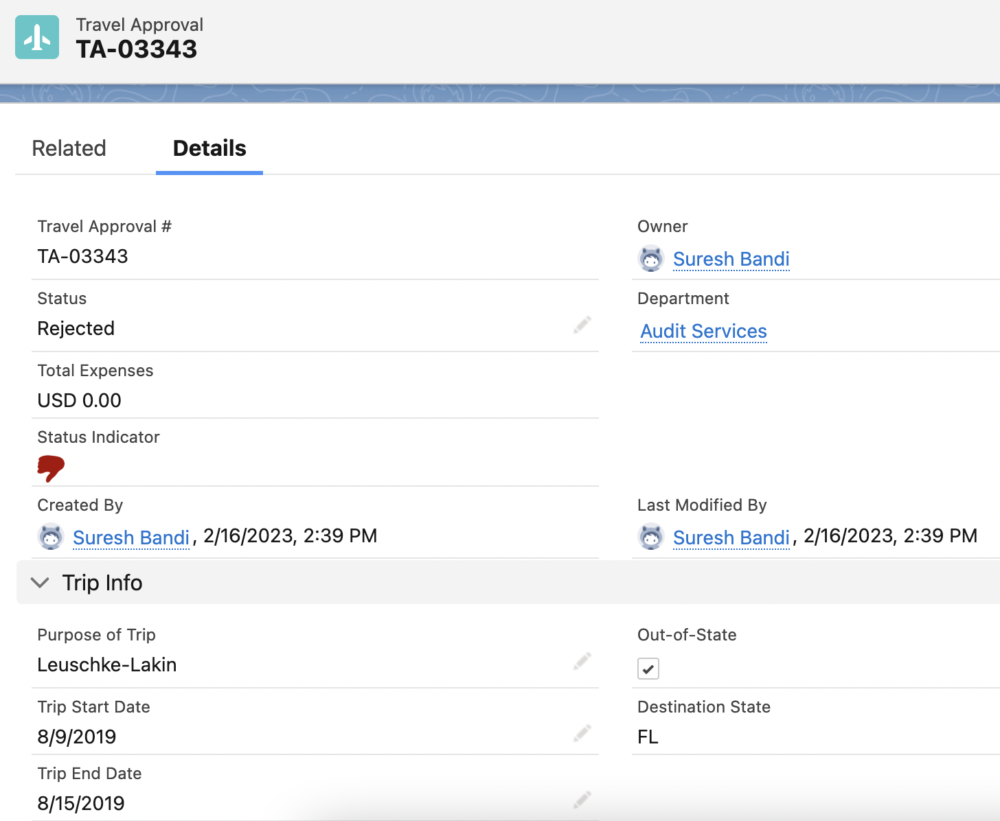 Travel Approval
TA-03343
Related Details
Travel Approval #
TA-03343
Owner
Suresh Bandi
Status
Rejected
Department
Audit Services
Total Expenses
USD 0.00
Status Indicator
Created By
Suresh Bandi, 2/16/2023, 2:39 PM
Last Modified By
Suresh Bandi, 2/16/2023, 2:39 PM
Trip Info
Purpose of Trip
Leuschke-Lakin
Out-of-State
Trip Start Date
8/9/2019
Destination State
FL
Trip End Date
8/15/2019